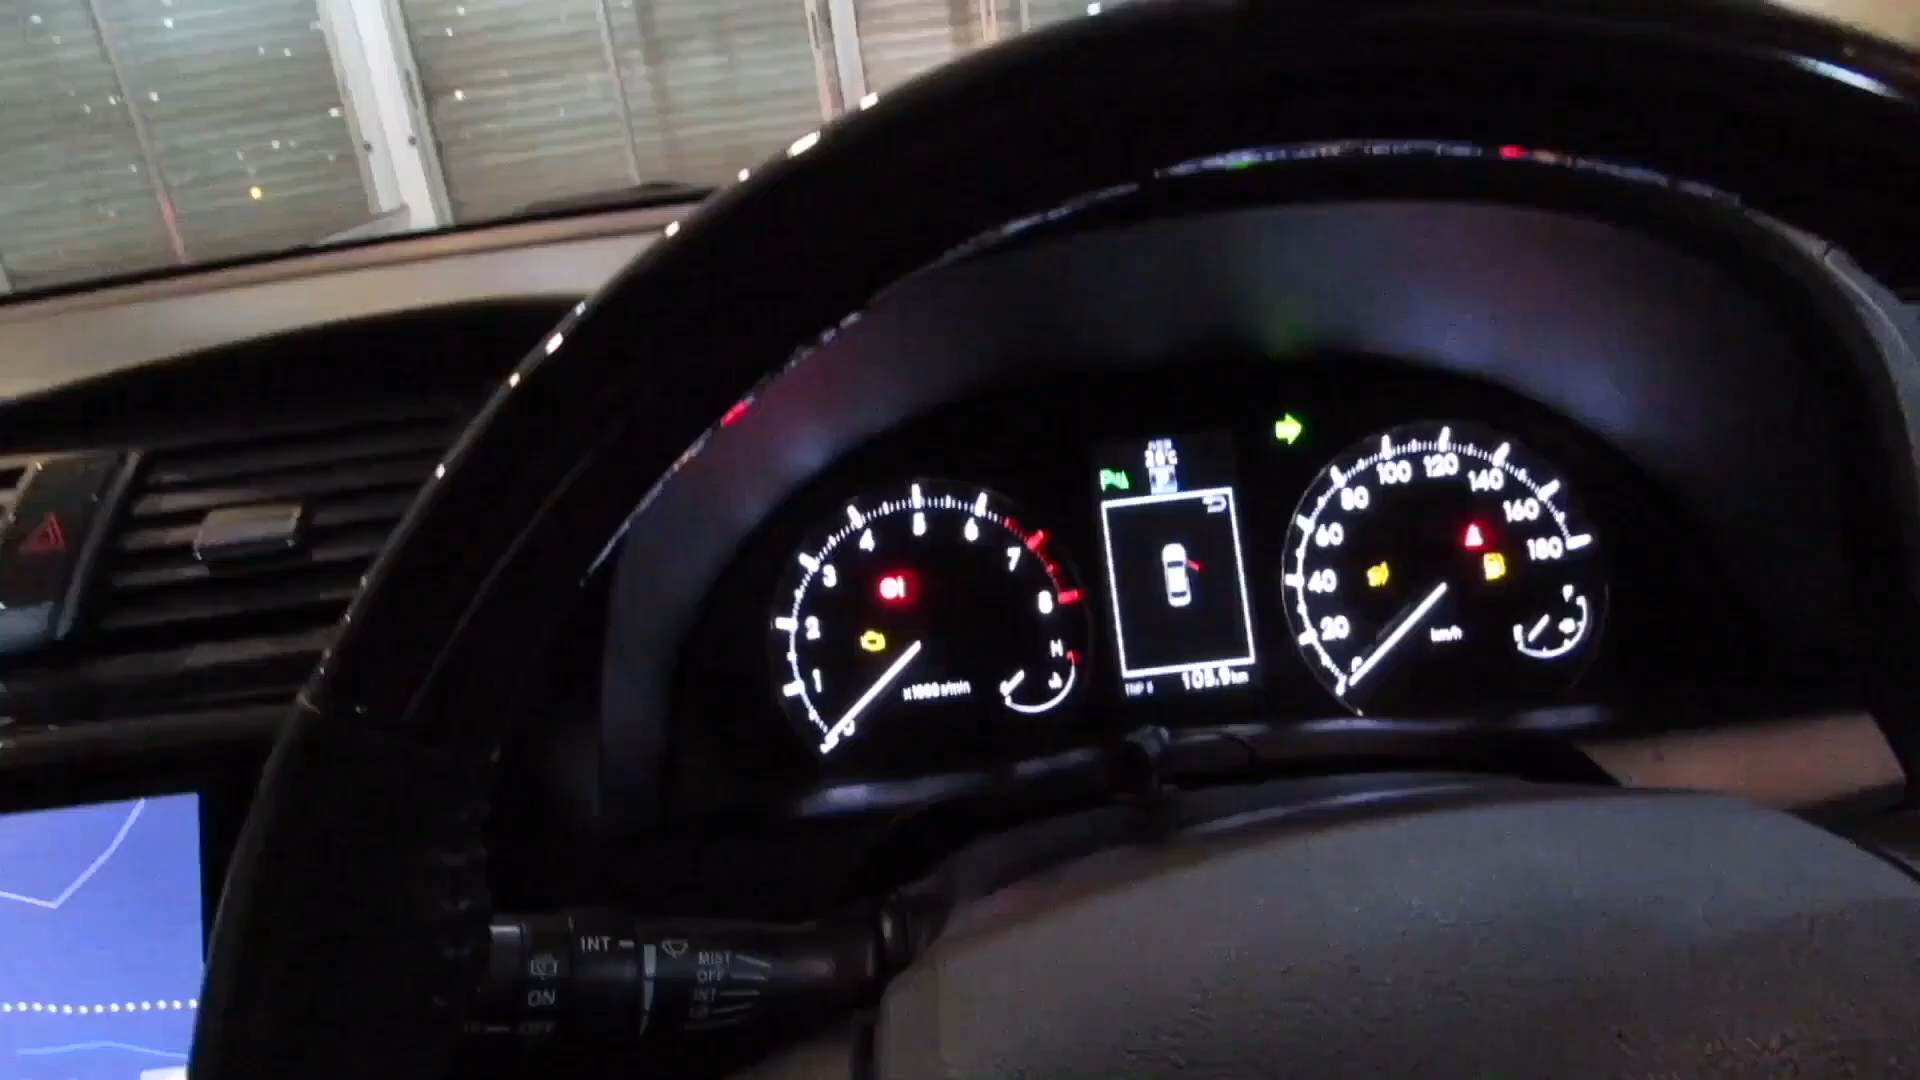 1
2
3
4
5
6
7
8
x1000 r/min
H
26°C
P
TRIP B
105.9 km
0
20
40
60
80
100
120
140
160
180
km/h
F
E
INT
MIST
OFF
INT
ON
OFF